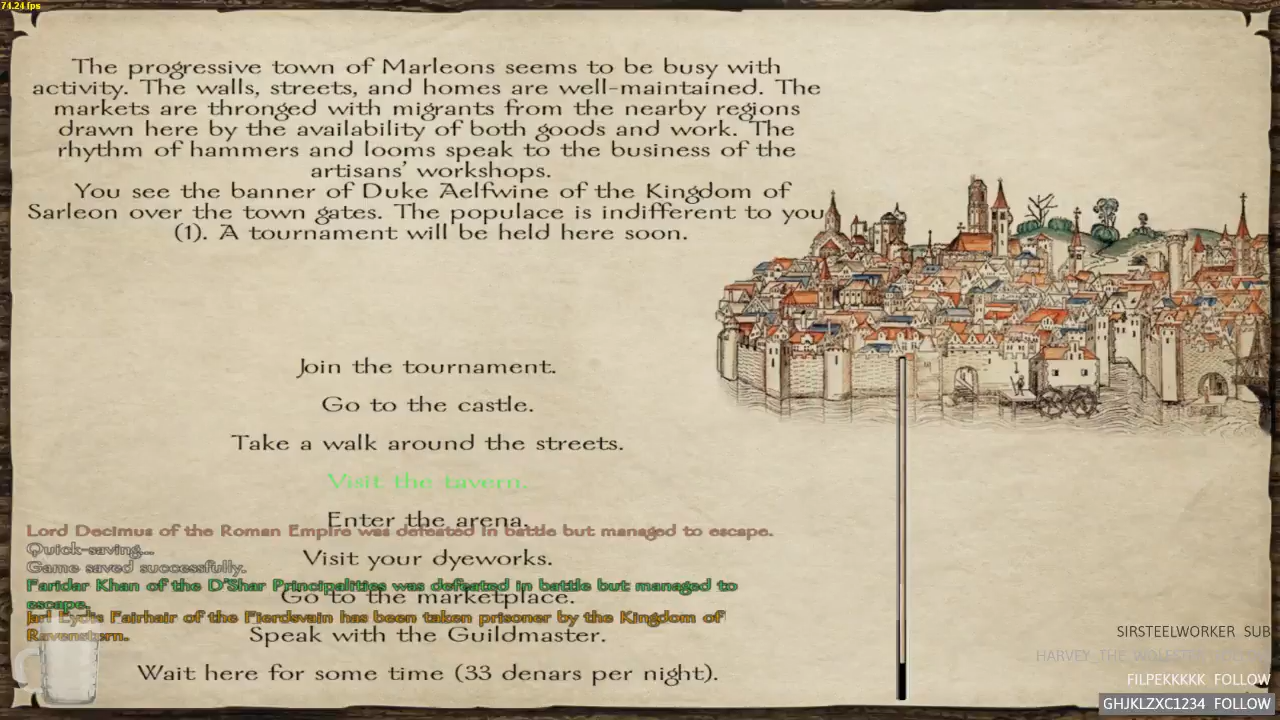 71.24 fps
The progressive town of Marleons seems to be busy with
activity. The walls, streets, and homes are well-maintained. The
markets are thronged with migrants from the nearby regions
drawn here by the availability of both goods and work. The
rhythm of hammers and looms speak to the business of the
artisans' workshops.
You see the banner of Duke Aelfwine of the Kingdom of
Sarleon over the town gates. The populace is indifferent to you
(1). A tournament will be held here soon.
Join the tournament.
Go to the castle.
Take a walk around the streets.
Visit the tavern.
Enter the arena.
Lord Decimus of the Roman Empire was defeated in battle but managed to escape.
Quick-saving...
Visit your dyeworks.
Game saved successfully.
Faridar Khan of the D'Shar Principalities was defeated in battle but managed to
escape.
Go to the marketplace.
Jarl Eydis Fairhair of the Fierdsvain has been taken prisoner by the Kingdom of
Ravenstern.
Speak with the Guildmaster.
Wait here for some time (33 denars per night).
SIRSTEELWORKER SUB
HARVEY_THE_
FILPEKKKKK FOLLOW
GHJKLZXC1234 FOLLOW